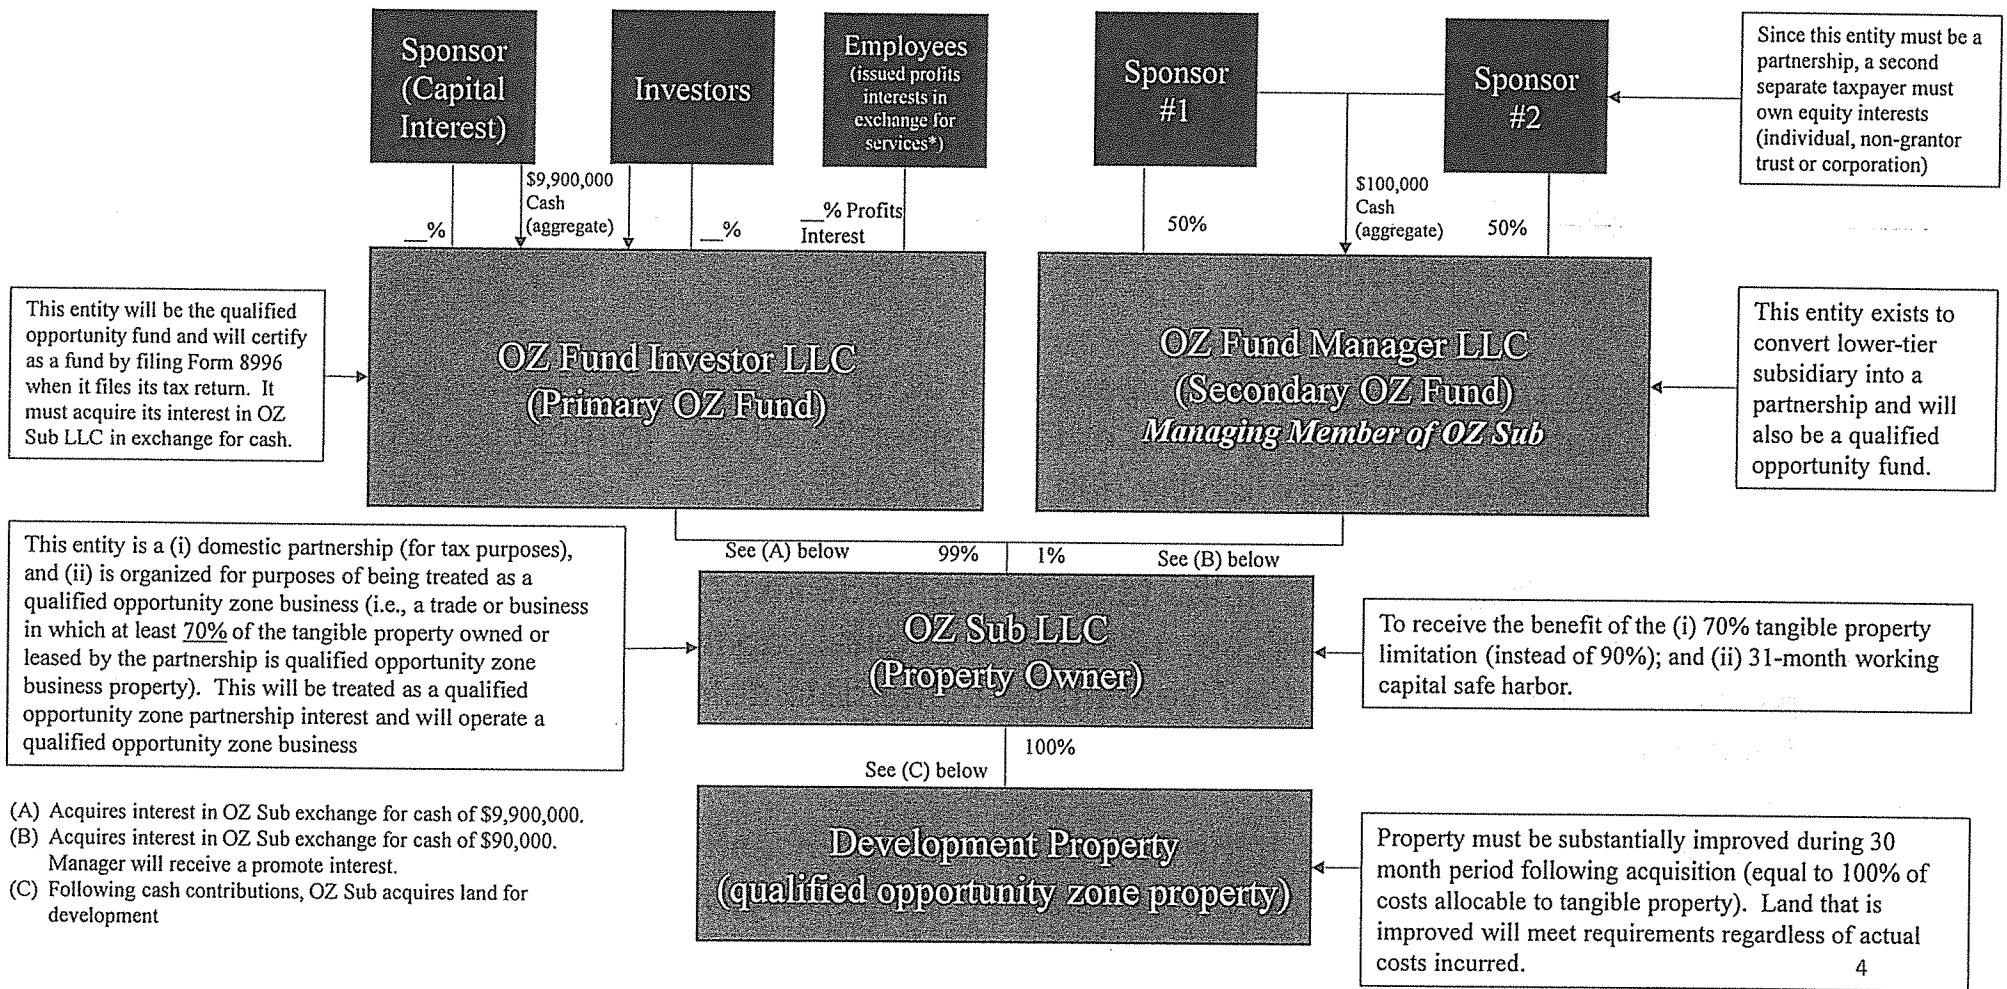 Sponsor
(Capital
Interest)
Investors
Employees
(issued profits
interests in
exchange for
services*)
Sponsor
#1
Sponsor
#2
Since this entity must be a
partnership, a second
separate taxpayer must
own equity interests
(individual, non-grantor
trust or corporation)
__%
$9,900,000
Cash
(aggregate)
__%
__% Profits
Interest
50%
$100,000
Cash
(aggregate)
50%
This entity will be the qualified
opportunity fund and will certify
as a fund by filing Form 8996
when it files its tax return. It
must acquire its interest in OZ
Sub LLC in exchange for cash.
OZ Fund Investor LLC
(Primary OZ Fund)
OZ Fund Manager LLC
(Secondary OZ Fund)
Managing Member of OZ Sub
This entity exists to
convert lower-tier
subsidiary into a
partnership and will
also be a qualified
opportunity fund.
See (A) below
99%
1%
See (B) below
This entity is a (i) domestic partnership (for tax purposes),
and (ii) is organized for purposes of being treated as a
qualified opportunity zone business (i.e., a trade or business
in which at least 70% of the tangible property owned or
leased by the partnership is qualified opportunity zone
business property). This will be treated as a qualified
opportunity zone partnership interest and will operate a
qualified opportunity zone business
OZ Sub LLC
(Property Owner)
To receive the benefit of the (i) 70% tangible property
limitation (instead of 90%); and (ii) 31-month working
capital safe harbor.
100%
See (C) below
(A) Acquires interest in OZ Sub exchange for cash of $9,900,000.
(B) Acquires interest in OZ Sub exchange for cash of $90,000.
Manager will receive a promote interest.
(C) Following cash contributions, OZ Sub acquires land for
development
Development Property
(qualified opportunity zone property)
Property must be substantially improved during 30
month period following acquisition (equal to 100% of
costs allocable to tangible property). Land that is
improved will meet requirements regardless of actual
costs incurred.
4